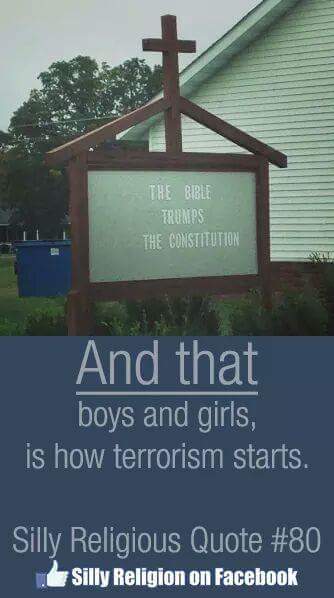 THE BIBLE
TRUMPS
THE CONSTITUTION
And that
boys and girls,
is how terrorism starts.
Silly Religious Quote #80
Silly Religion on Facebook